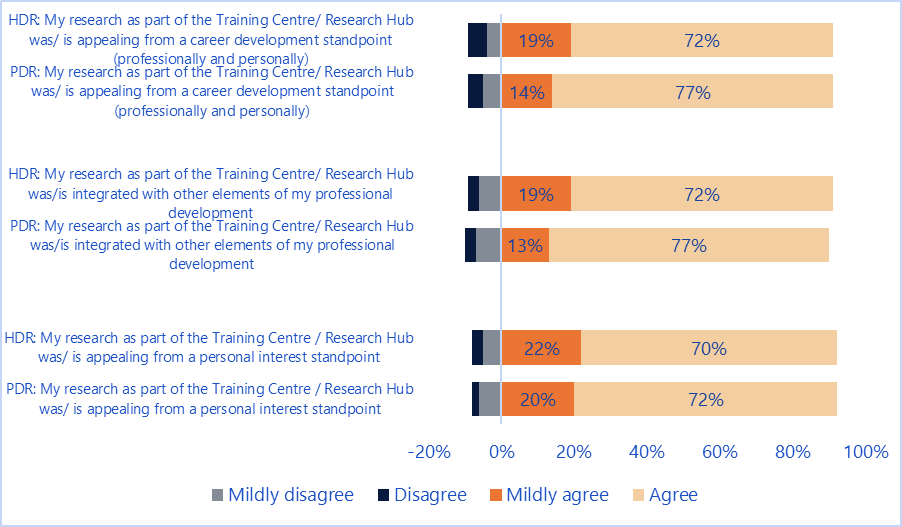 HDR: My research as part of the Training Centre/ Research Hub
was/ is appealing from a career development standpoint
(professionally and personally)
19%
72%
PDR: My research as part of the Training Centre/ Research Hub
was/ is appealing from a career development standpoint
(professionally and personally)
14%
77%
HDR: My research as part of the Training Centre/ Research Hub
was/is integrated with other elements of my professional
development
19%
72%
PDR: My research as part of the Training Centre/ Research Hub
was/is integrated with other elements of my professional
development
13%
77%
HDR: My research as part of the Training Centre / Research Hub
was/ is appealing from a personal interest standpoint
22%
70%
PDR: My research as part of the Training Centre / Research Hub
was/ is appealing from a personal interest standpoint
20%
72%
-20% 0% 20% 40% 60% 80% 100%
Mildly disagree Disagree Mildly agree Agree